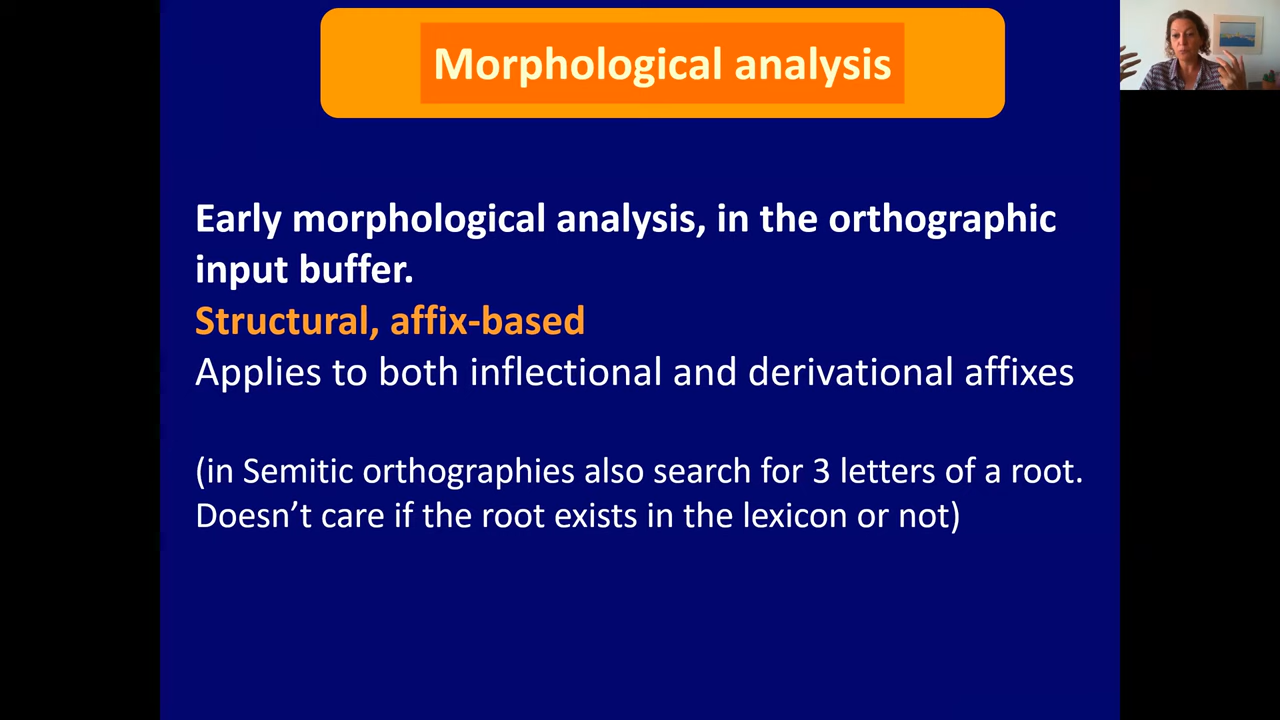 Morphological analysis
Early morphological analysis, in the orthographic
input buffer.
Structural, affix-based
Applies to both inflectional and derivational affixes
(in Semitic orthographies also search for 3 letters of a root.
Doesn’t care if the root exists in the lexicon or not)